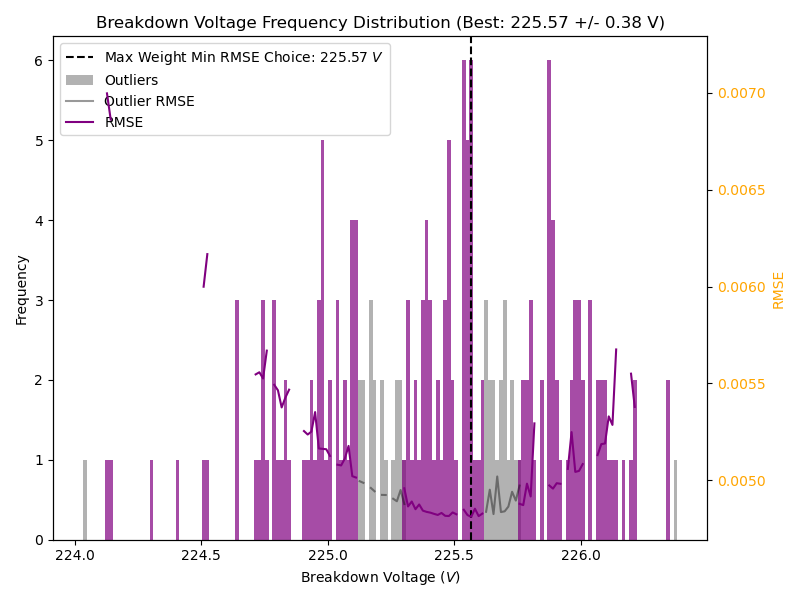 Breakdown Voltage Frequency Distribution (Best: 225.57 +/- 0.38 V)
Max Weight Min RMSE Choice: 225.57 V
Outliers
Outlier RMSE
RMSE
6
5
4
3
2
1
0
Frequency
0.0070
0.0065
0.0060
0.0055
0.0050
RMSE
224.0 224.5 225.0 225.5 226.0
Breakdown Voltage (V)